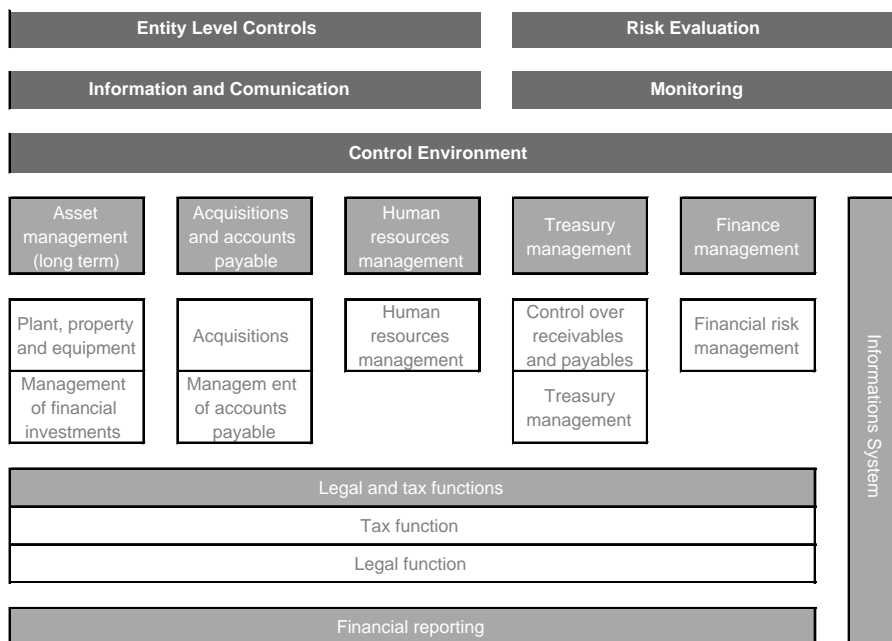 Entity Level Controls
Risk Evaluation
Information and Comunication
Monitoring
Control Environment
Asset
management
(long term)
Acquisitions
and accounts
payable
Human
resources
management
Treasury
management
Finance
management
Plant, property
and equipment
Acquisitions
Human
resources
management
Control over
receivables
and payables
Financial risk
management
Management
of financial
investments
Managem ent
of accounts
payable
Treasury
management
Informations System
Legal and tax functions
Tax function
Legal function
Financial reporting